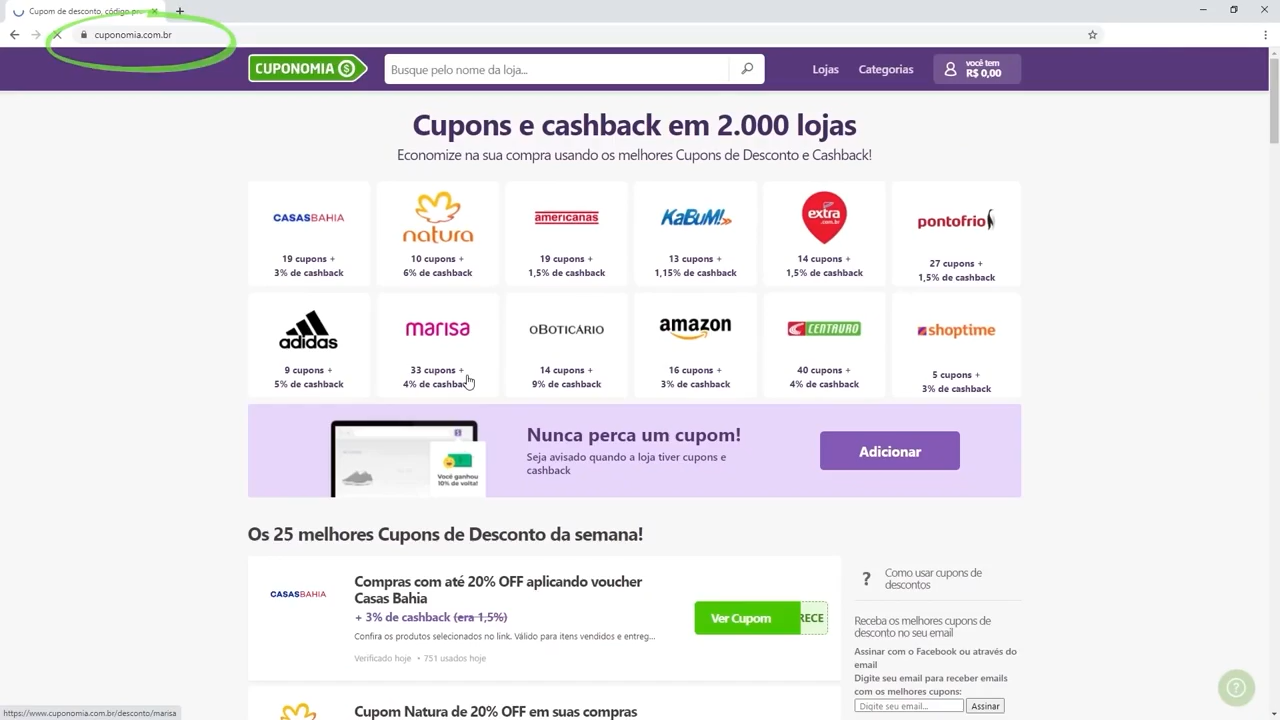 Cupom de desconto, código pr
cuponomia.com.br
CUPONOMIA $
Busque pelo nome da loja...
Lojas
Categorias
você tem
R$ 0,00
Cupons e cashback em 2.000 lojas
Economize na sua compra usando os melhores Cupons de Desconto e Cashback!
CASASBAHIA
19 cupons +
3% de cashback
natura
10 cupons +
6% de cashback
americanas
19 cupons +
1,5% de cashback
KaBuM!
13 cupons +
1,15% de cashback
extra
.com.br
14 cupons +
1,5% de cashback
pontofrio
27 cupons +
1,5% de cashback
adidas
9 cupons +
5% de cashback
marisa
33 cupons +
4% de cashback
oBOTICÁRIO
14 cupons +
9% de cashback
amazon
16 cupons +
3% de cashback
CENTAURO
40 cupons +
4% de cashback
shoptime
5 cupons +
3% de cashback
Você ganhou
10% de volta!
Nunca perca um cupom!
Seja avisado quando a loja tiver cupons e
cashback
Adicionar
Os 25 melhores Cupons de Desconto da semana!
CASASBAHIA
Compras com até 20% OFF aplicando voucher
Casas Bahia
+ 3% de cashback (era 1,5%)
Confira os produtos selecionados no link. Válido para itens vendidos e entreg...
Verificado hoje • 751 usados hoje
Ver Cupom
RECE
Cupom Natura de 20% OFF em suas compras
? Como usar cupons de
descontos
Receba os melhores cupons de
desconto no seu email
Assinar com o Facebook ou através do
email
Digite seu email para receber emails
com os melhores cupons:
Digite seu email...
Assinar
?
https://www.cuponomia.com.br/desconto/marisa